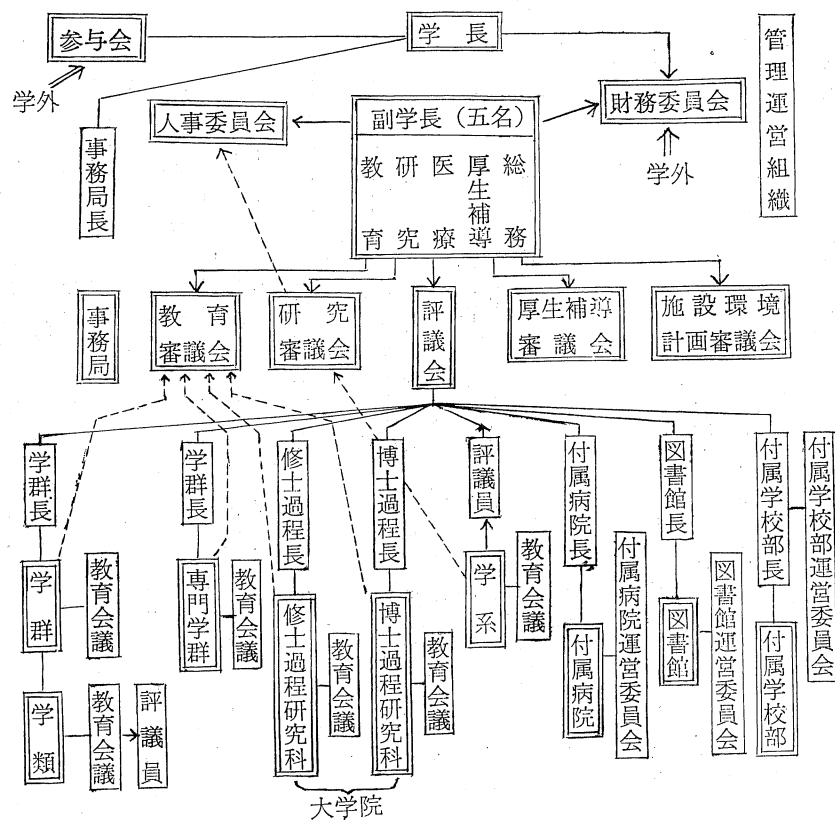 管理運営組織
参与会
学長
学外
人事委員会
副学長（五名）
教育
研究
医療
厚生補導
総務
財務委員会
学外
事務局長
事務局
教育
審議会
研究
審議会
評議会
厚生補導
審議会
施設環境
計画審議会
学群長
学群長
修士過程長
博士過程長
評議員
付属病院長
図書館長
付属学校部長
付属学校部運営委員会
学群
教育会議
専門学群
教育会議
修士過程研究科
教育会議
博士過程研究科
教育会議
学系
教育会議
付属病院
付属病院運営委員会
図書館
図書館運営委員会
付属学校部
学類
教育会議
評議員
大学院